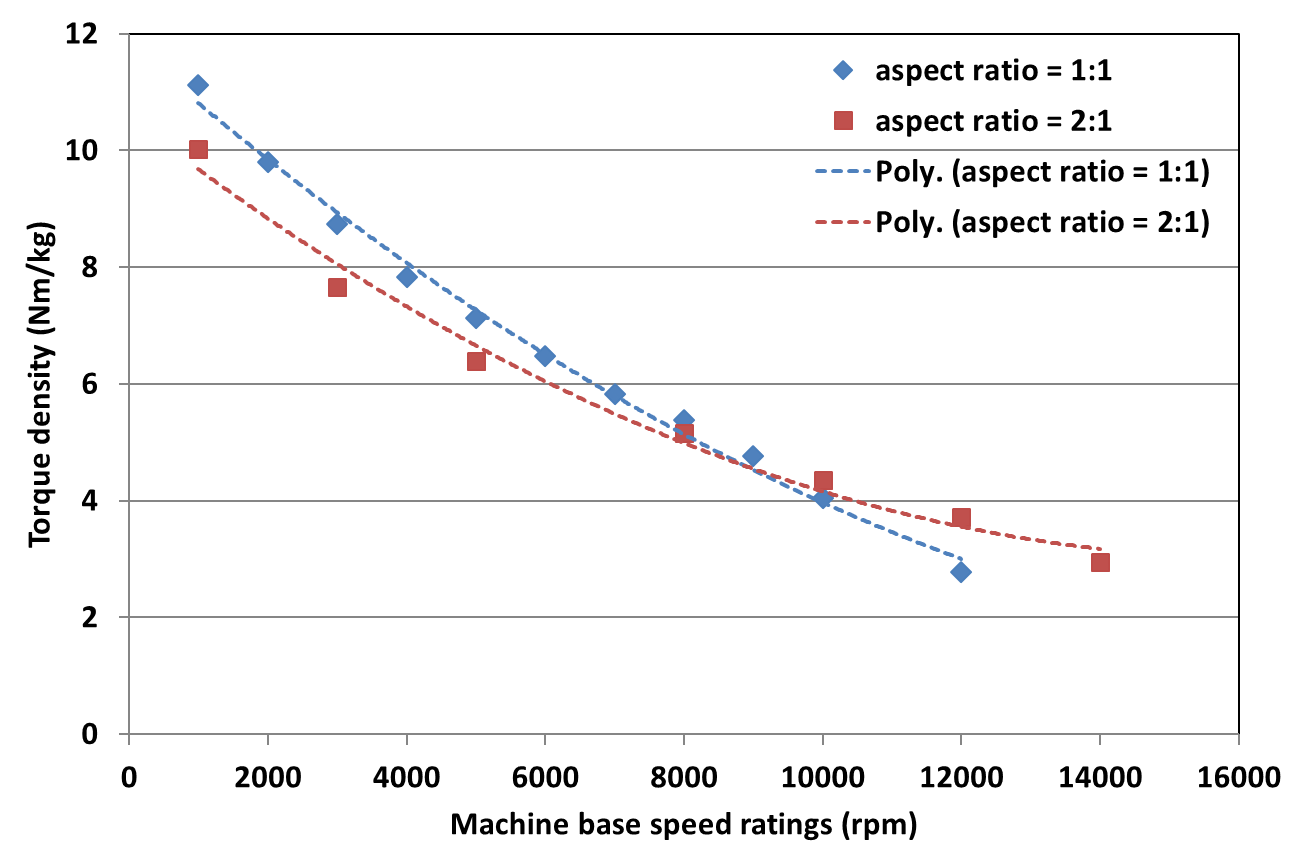 12
10
8
6
4
2
0
Torque density (Nm/kg)
aspect ratio = 1:1
aspect ratio = 2:1
Poly. (aspect ratio = 1:1)
Poly. (aspect ratio = 2:1)
0 2000 4000 6000 8000 10000 12000 14000 16000
Machine base speed ratings (rpm)